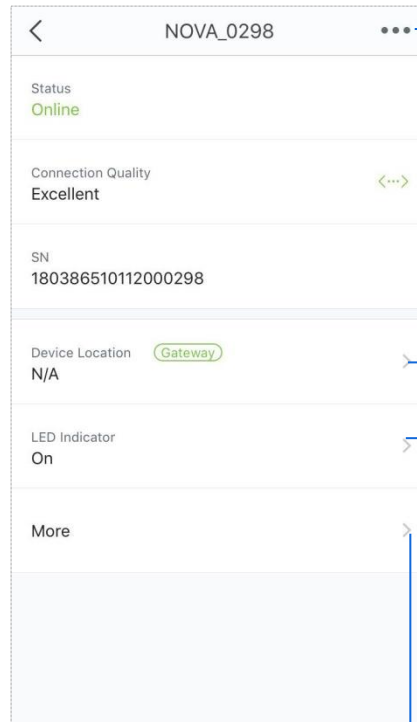 NOVA_0298
Status
Online
Connection Quality
Excellent
SN
180386510112000298
Device Location Gateway
N/A
LED Indicator
On
More